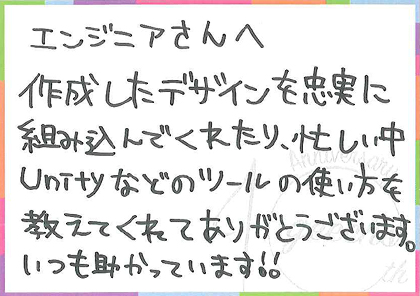 エンジニアさんへ
作成したデザインを忠実に
組み込んでくれたり、忙しい中
Unityなどのツールの使い方を
教えてくれてありがとうございます。
いつも助かっています!!
Anniversary
10th